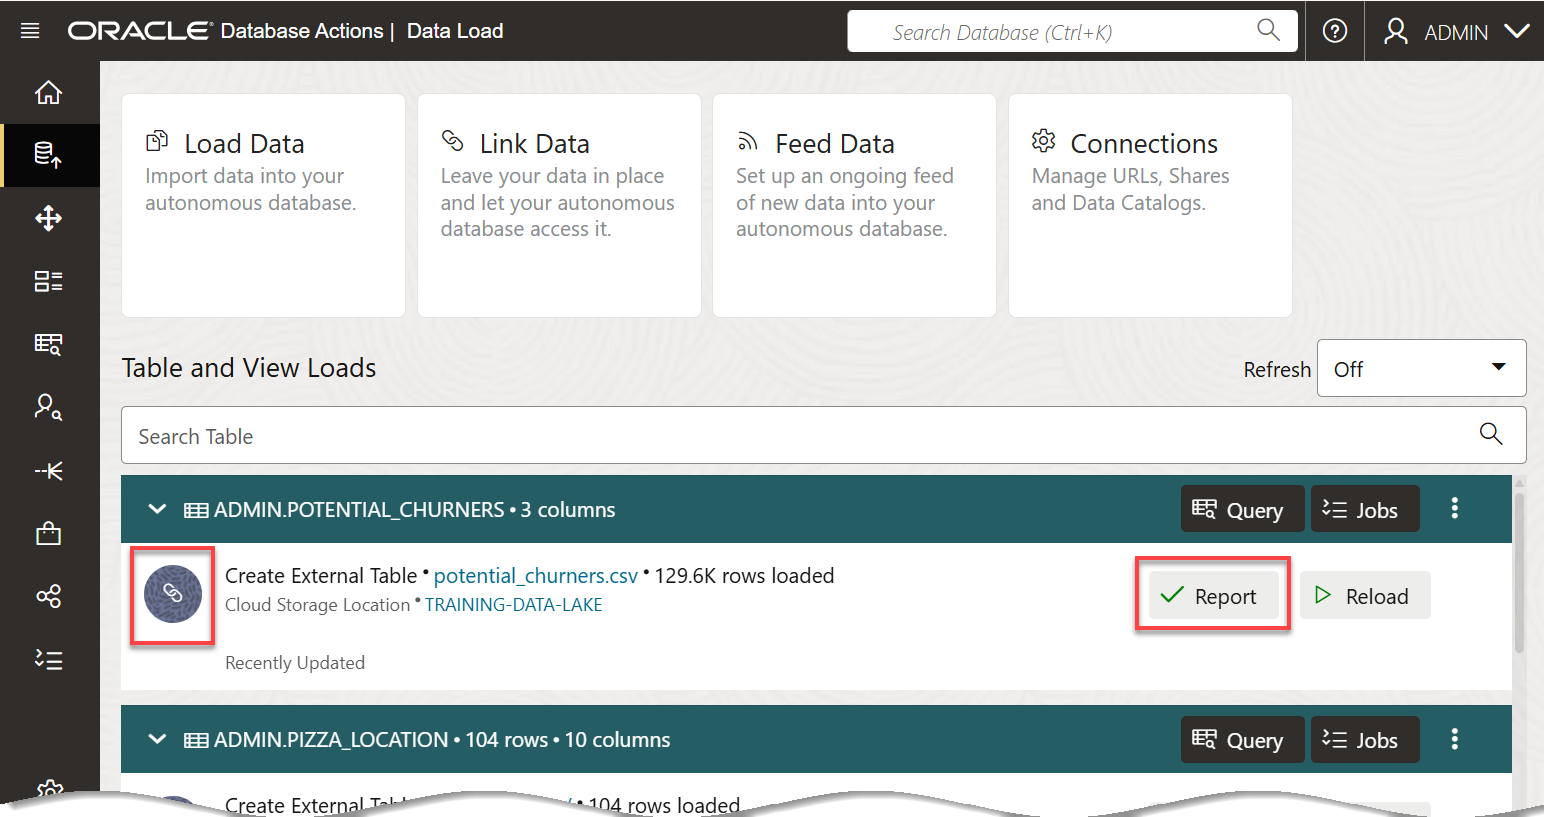 ORACLE Database Actions | Data Load
Search Database (Ctrl+K)
ADMIN
Load Data
Import data into your
autonomous database.
Link Data
Leave your data in place
and let your autonomous
database access it.
Feed Data
Set up an ongoing feed
of new data into your
autonomous database.
Connections
Manage URLs, Shares
and Data Catalogs.
Table and View Loads
Refresh
Off
Search Table
ADMIN.POTENTIAL_CHURNERS • 3 columns
Query
Jobs
Create External Table • potential_churners.csv • 129.6K rows loaded
Cloud Storage Location • TRAINING-DATA-LAKE
Recently Updated
Report
Reload
ADMIN.PIZZA_LOCATION • 104 rows • 10 columns
Query
Jobs
Create External • 104 rows loaded